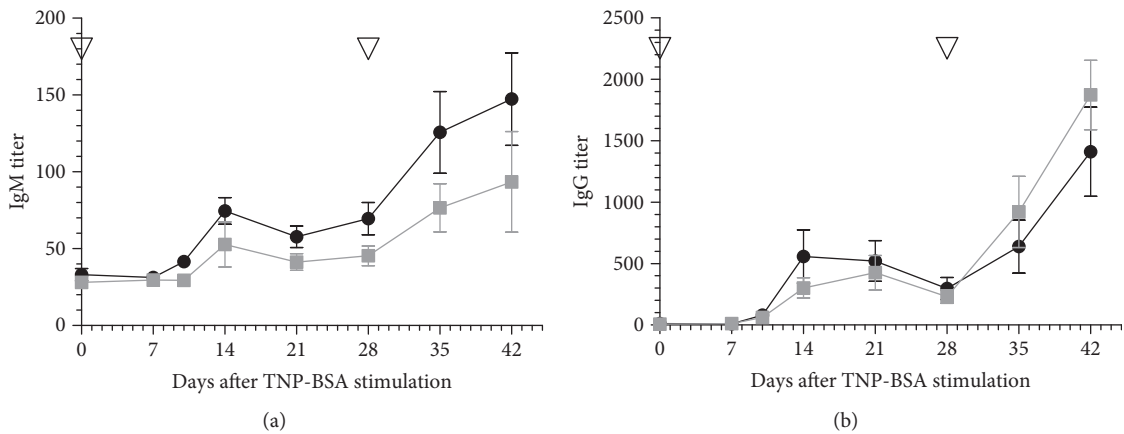 200
150
100
50
0
IgM titer
0 7 14 21 28 35 42
Days after TNP-BSA stimulation
(a)
2500
2000
1500
1000
500
0
IgG titer
0 7 14 21 28 35 42
Days after TNP-BSA stimulation
(b)